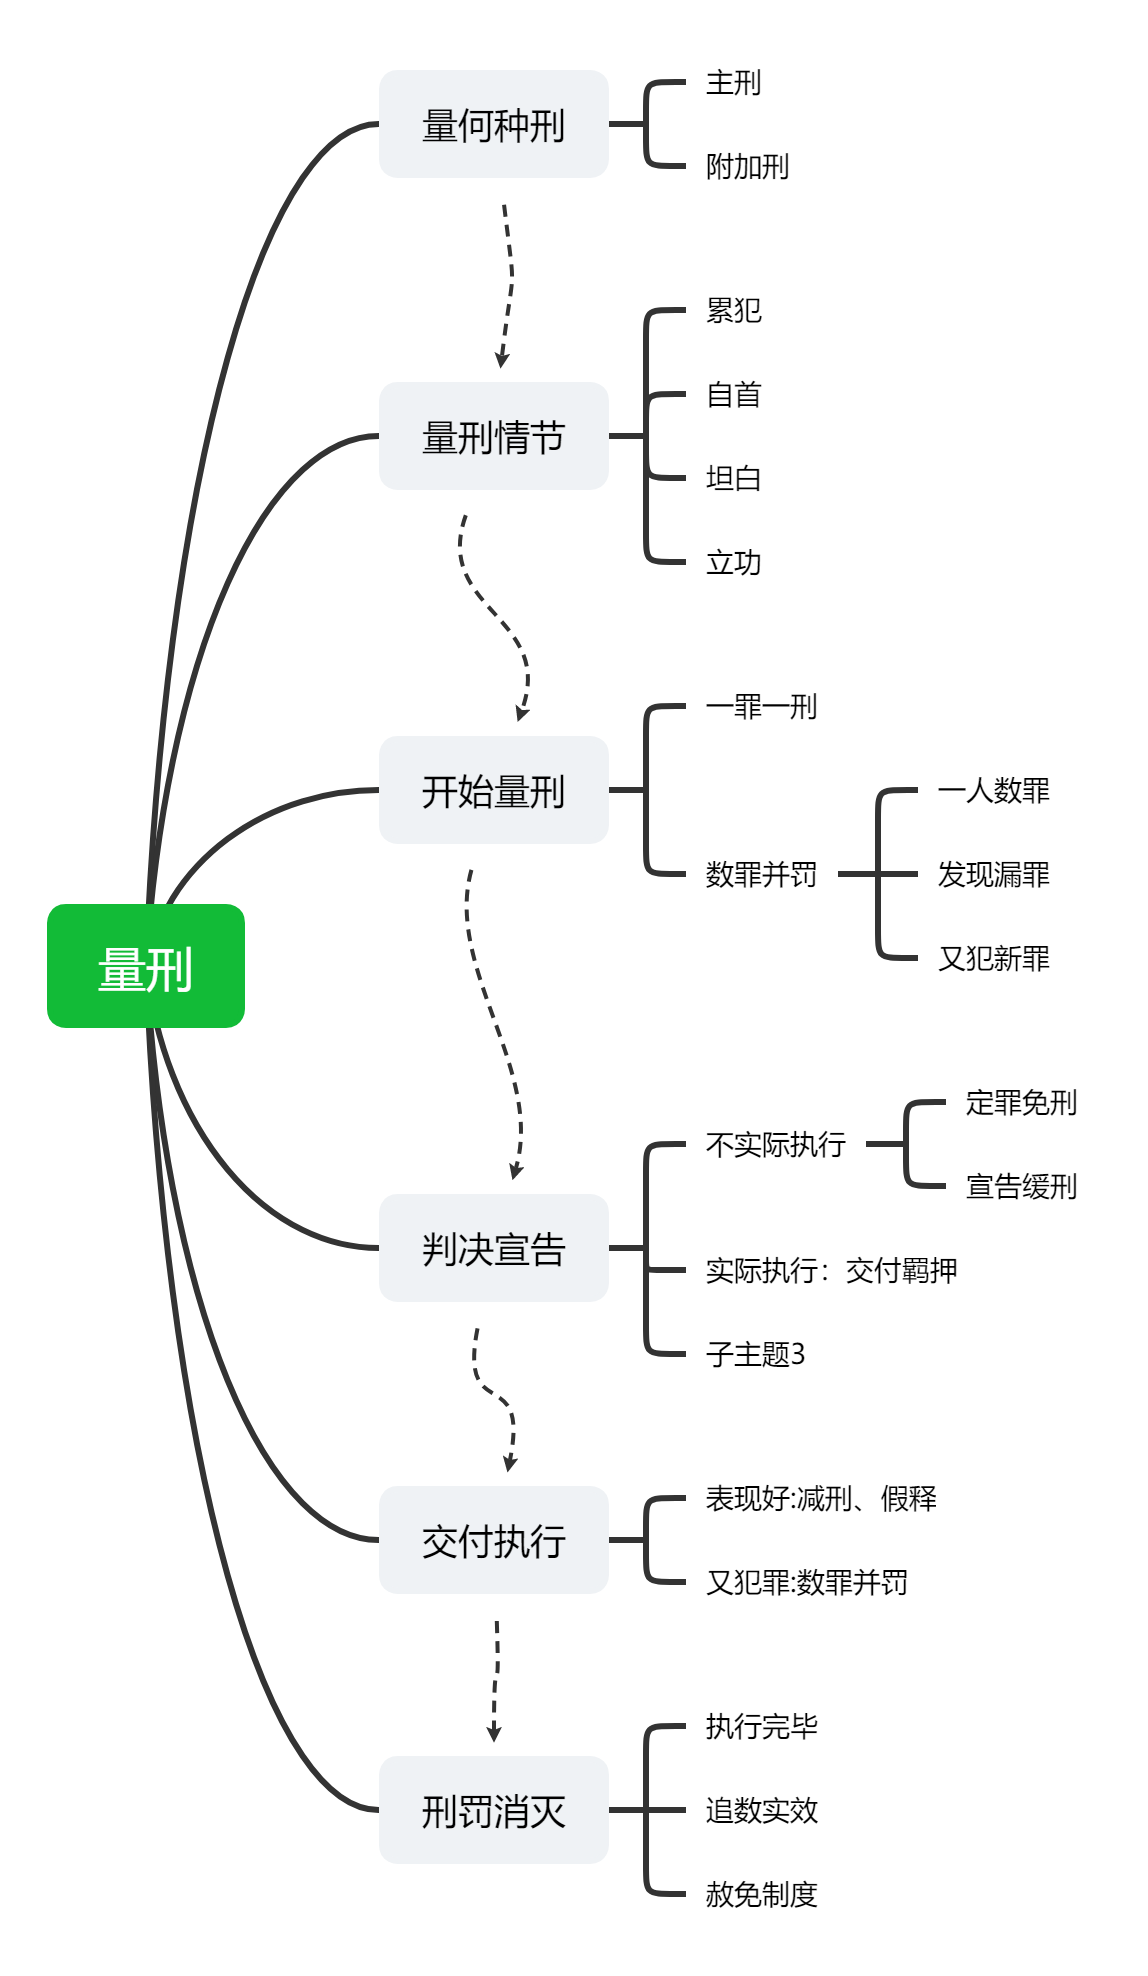 量刑
量何种刑
主刑
附加刑
量刑情节
累犯
自首
坦白
立功
开始量刑
一罪一刑
数罪并罚
一人数罪
发现漏罪
又犯新罪
判决宣告
不实际执行
定罪免刑
宣告缓刑
实际执行：交付羁押
子主题3
交付执行
表现好:减刑、假释
又犯罪:数罪并罚
刑罚消灭
执行完毕
追数实效
赦免制度